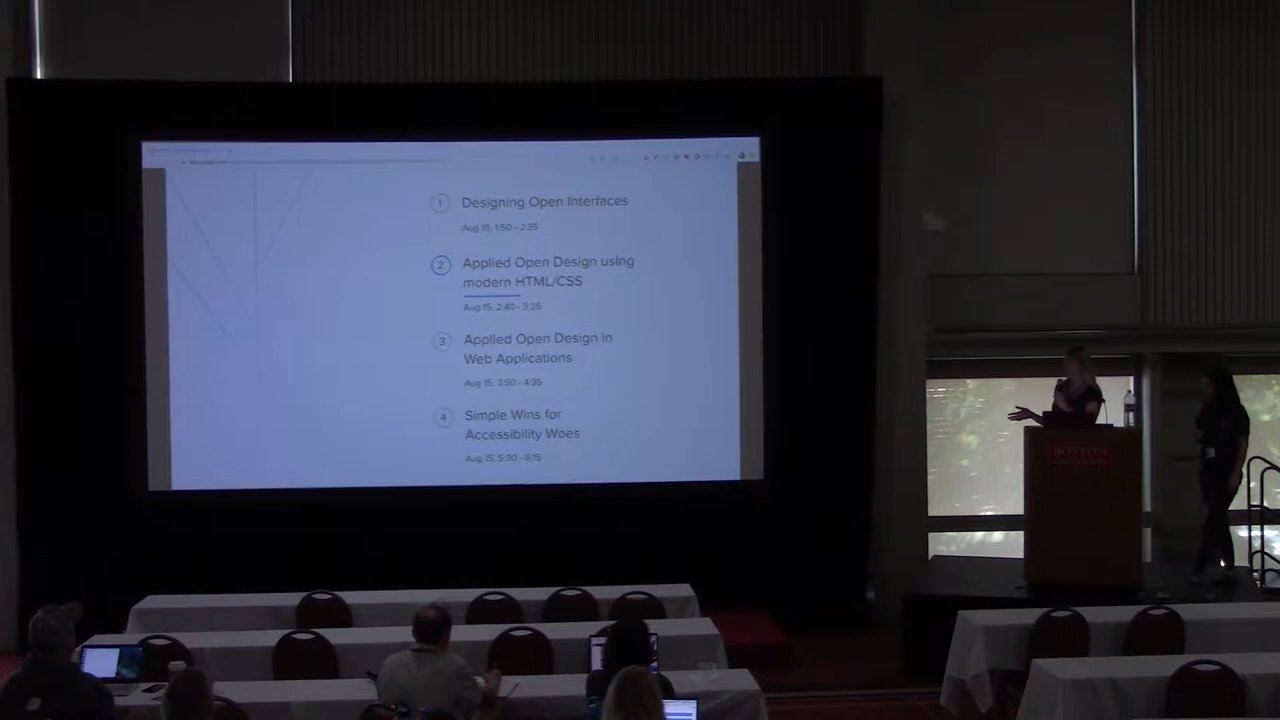 1
Designing Open Interfaces
Aug 15, 1:50 - 2:35
2
Applied Open Design using
modern HTML/CSS
Aug 15, 2:40 - 3:25
3
Applied Open Design in
Web Applications
Aug 15, 3:50 - 4:35
4
Simple Wins for
Accessibility Woes
Aug 15, 5:30 - 6:15
BOSTON
UNIVERSITY